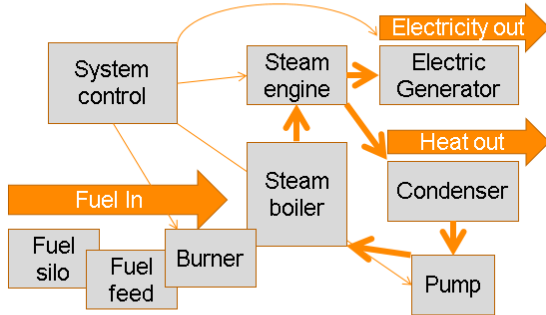 Electricity out
System
control
Steam
engine
Electric
Generator
Heat out
Steam
boiler
Fuel In
Condenser
Fuel
silo
Fuel
feed
Burner
Pump